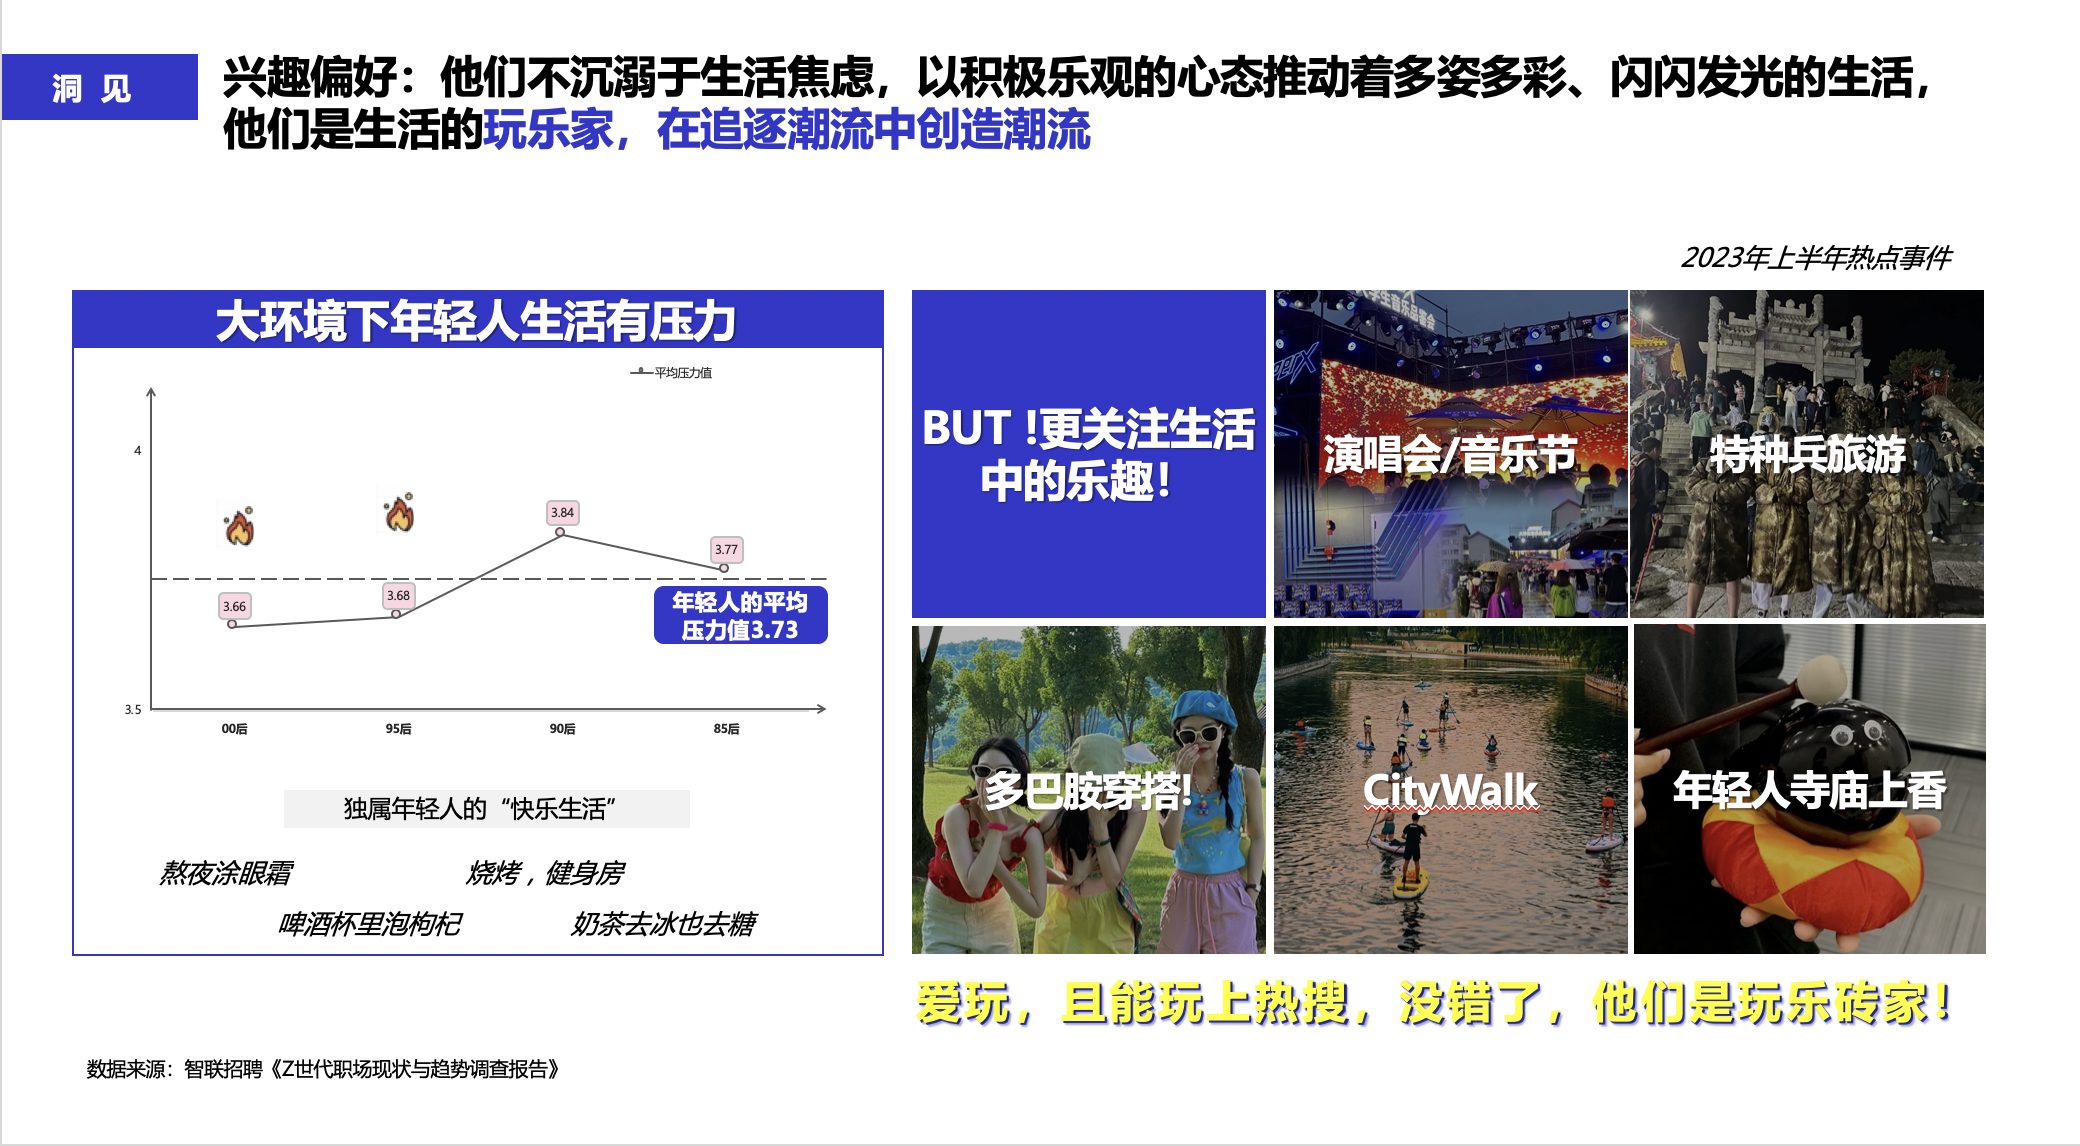 洞 见
兴趣偏好：他们不沉溺于生活焦虑，以积极乐观的心态推动着多姿多彩、闪闪发光的生活，
他们是生活的玩乐家，在追逐潮流中创造潮流
2023年上半年热点事件
大环境下年轻人生活有压力
平均压力值
4
3.84
3.77
3.66
3.68
年轻人的平均
压力值3.73
3.5
00后
95后
90后
85后
独属年轻人的“快乐生活”
熬夜涂眼霜
烧烤，健身房
啤酒杯里泡枸杞
奶茶去冰也去糖
BUT !更关注生活
中的乐趣！
演唱会/音乐节
特种兵旅游
多巴胺穿搭!
CityWalk
年轻人寺庙上香
爱玩，且能玩上热搜，没错了，他们是玩乐砖家！
数据来源：智联招聘《Z世代职场现状与趋势调查报告》